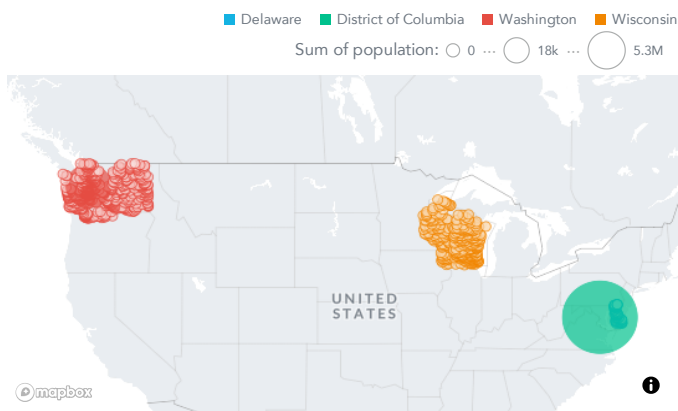 Delaware District of Columbia Washington Wisconsin
Sum of population: 0 ... 18k ... 5.3M
UNITED
STATES
mapbox
i